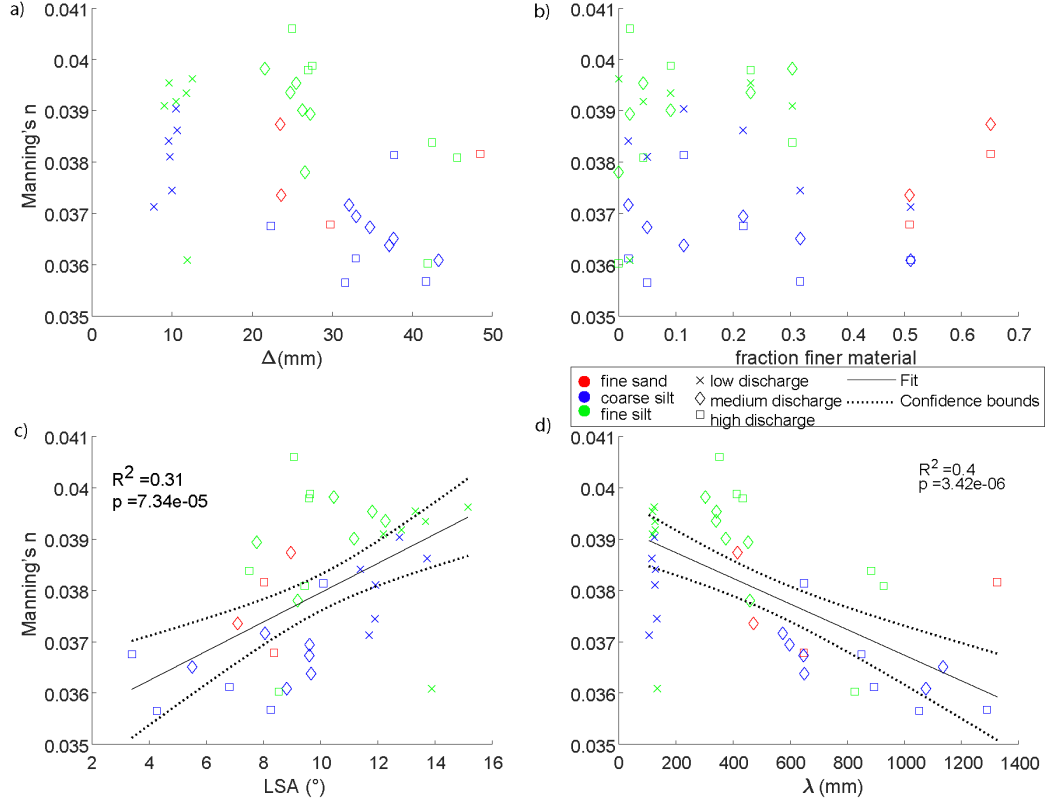 a)
0.041
0.04
0.039
0.038
0.037
0.036
0.035
Manning's n
0 10 20 30 40 50
Δ(mm)
b)
0.041
0.04
0.039
0.038
0.037
0.036
0.035
0 0.1 0.2 0.3 0.4 0.5 0.6 0.7
fraction finer material
fine sand
coarse silt
fine silt
low discharge
medium discharge
high discharge
Fit
Confidence bounds
c)
0.041
0.04
0.039
0.038
0.037
0.036
0.035
Manning's n
R2 =0.31
p =7.34e-05
2 4 6 8 10 12 14 16
LSA (°)
d)
0.041
0.04
0.039
0.038
0.037
0.036
0.035
R2 =0.4
p =3.42e-06
0 200 400 600 800 1000 1200 1400
λ (mm)